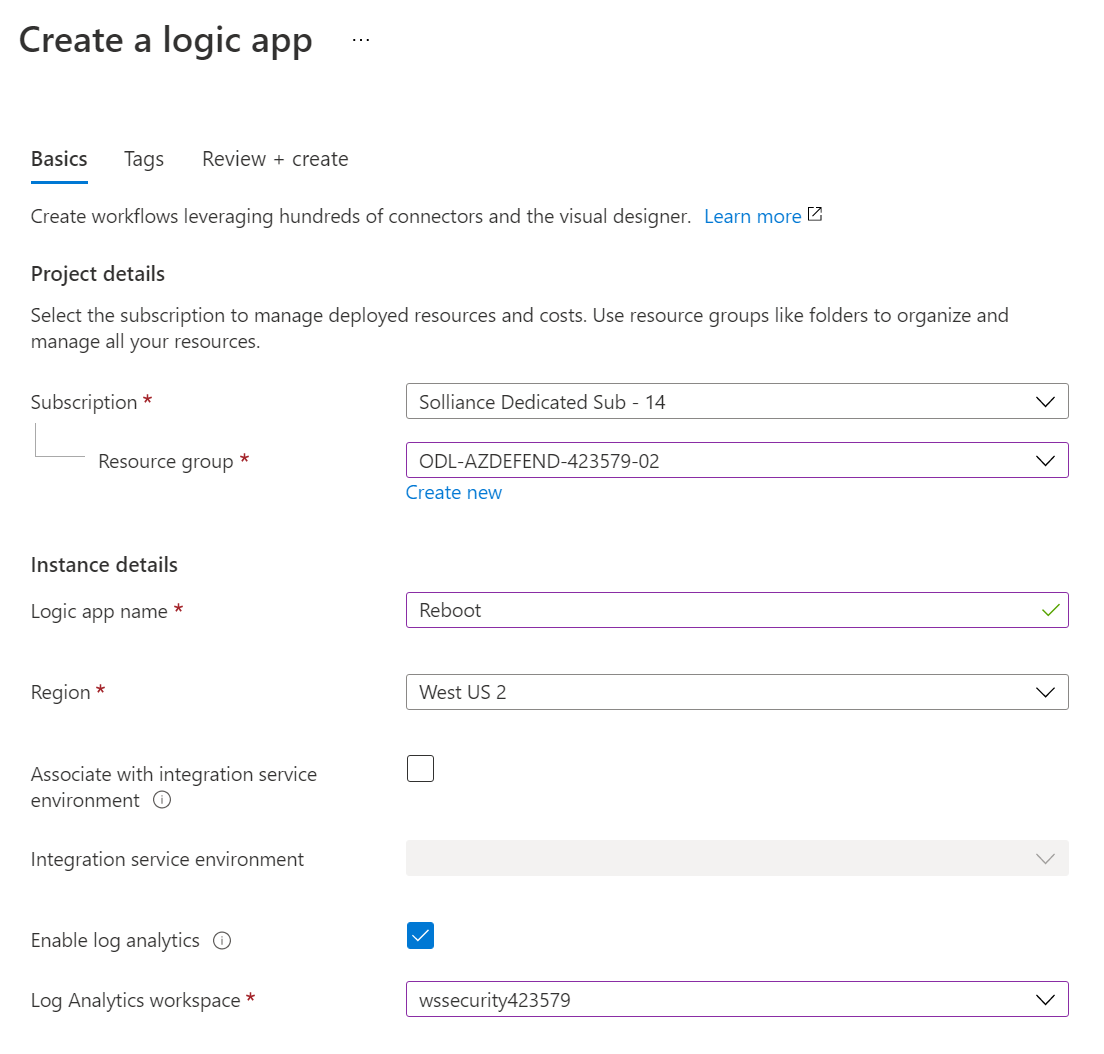 Create a logic app ...
Basics Tags Review + create
Create workflows leveraging hundreds of connectors and the visual designer. Learn more
Project details
Select the subscription to manage deployed resources and costs. Use resource groups like folders to organize and
manage all your resources.
Subscription * Solliance Dedicated Sub - 14
Resource group * ODL-AZDEFEND-423579-02
Create new
Instance details
Logic app name * Reboot
Region * West US 2
Associate with integration service
environment
Integration service environment
Enable log analytics
Log Analytics workspace * wssecurity423579